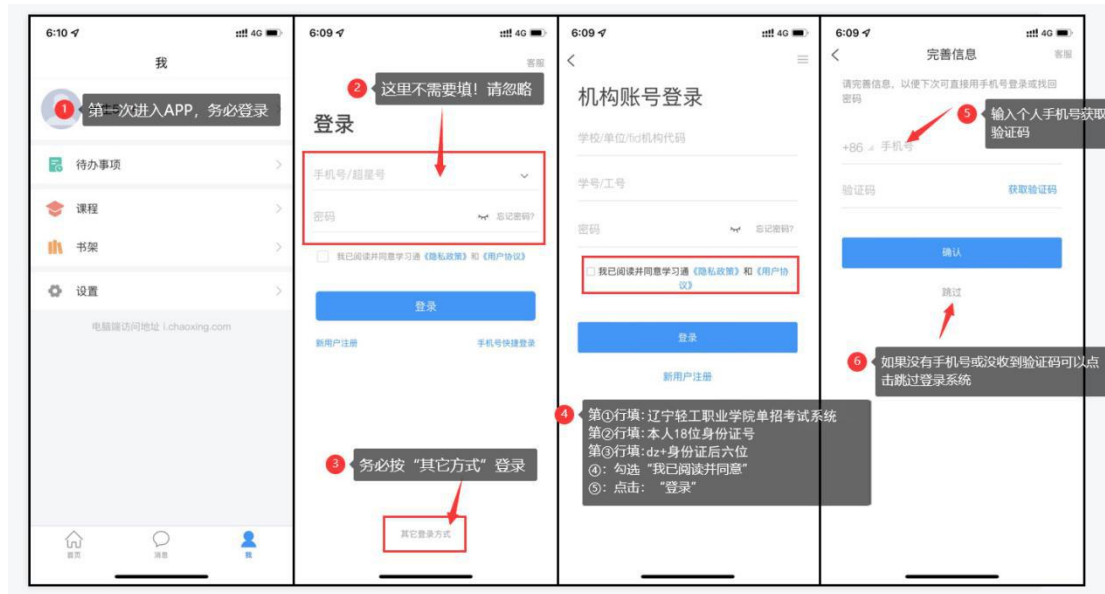 6:10
4G
我
1
第一次进入APP，务必登录
待办事项
课程
书架
设置
电脑端访问地址 i.chaoxing.com
首页
消息
我
6:09
4G
客服
2
这里不需要填！请忽略
登录
手机号/超星号
密码
忘记密码?
我已阅读并同意学习通《隐私政策》和《用户协议》
登录
新用户注册
手机号快捷登录
3
务必按“其它方式”登录
其它登录方式
6:09
4G
机构账号登录
学校/单位/fid机构代码
学号/工号
密码
忘记密码?
我已阅读并同意学习通《隐私政策》和《用户协
议》
登录
新用户注册
4
第①行填:辽宁轻工职业学院单招考试系统
第②行填:本人18位身份证号
第③行填:dz+身份证后六位
④：勾选“我已阅读并同意”
⑤：点击：“登录”
6:09
4G
完善信息
客服
请完善信息，以便下次可直接用手机号登录或找回
密码
5
输入个人手机号获取
验证码
+86
手机号
验证码
获取验证码
确认
跳过
6
如果没有手机号或没收到验证码可以点
击跳过登录系统